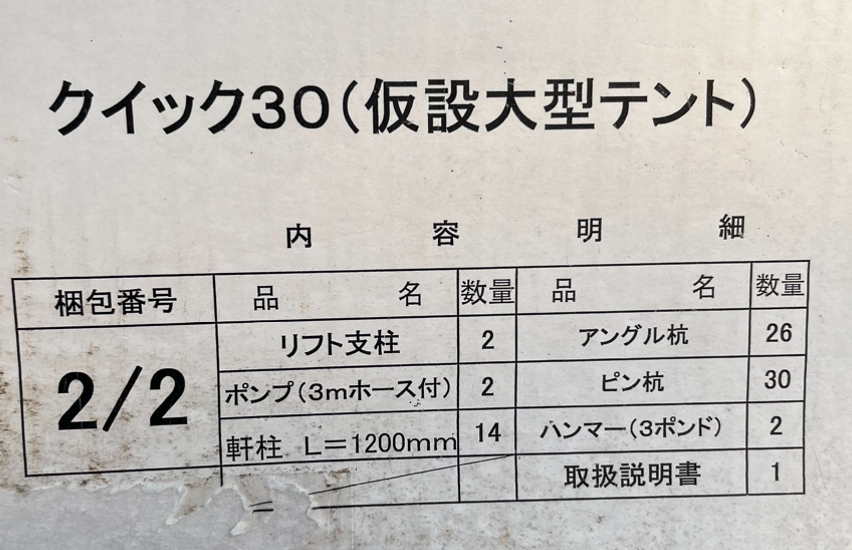 クイック30(仮設大型テント)
内容明細
梱包番号 品名 数量 品名 数量
2/2 リフト支柱 2 アングル杭 26
ポンプ(3mホース付) 2 ピン杭 30
軒柱 L=1200mm 14 ハンマー(3ポンド) 2
取扱説明書 1